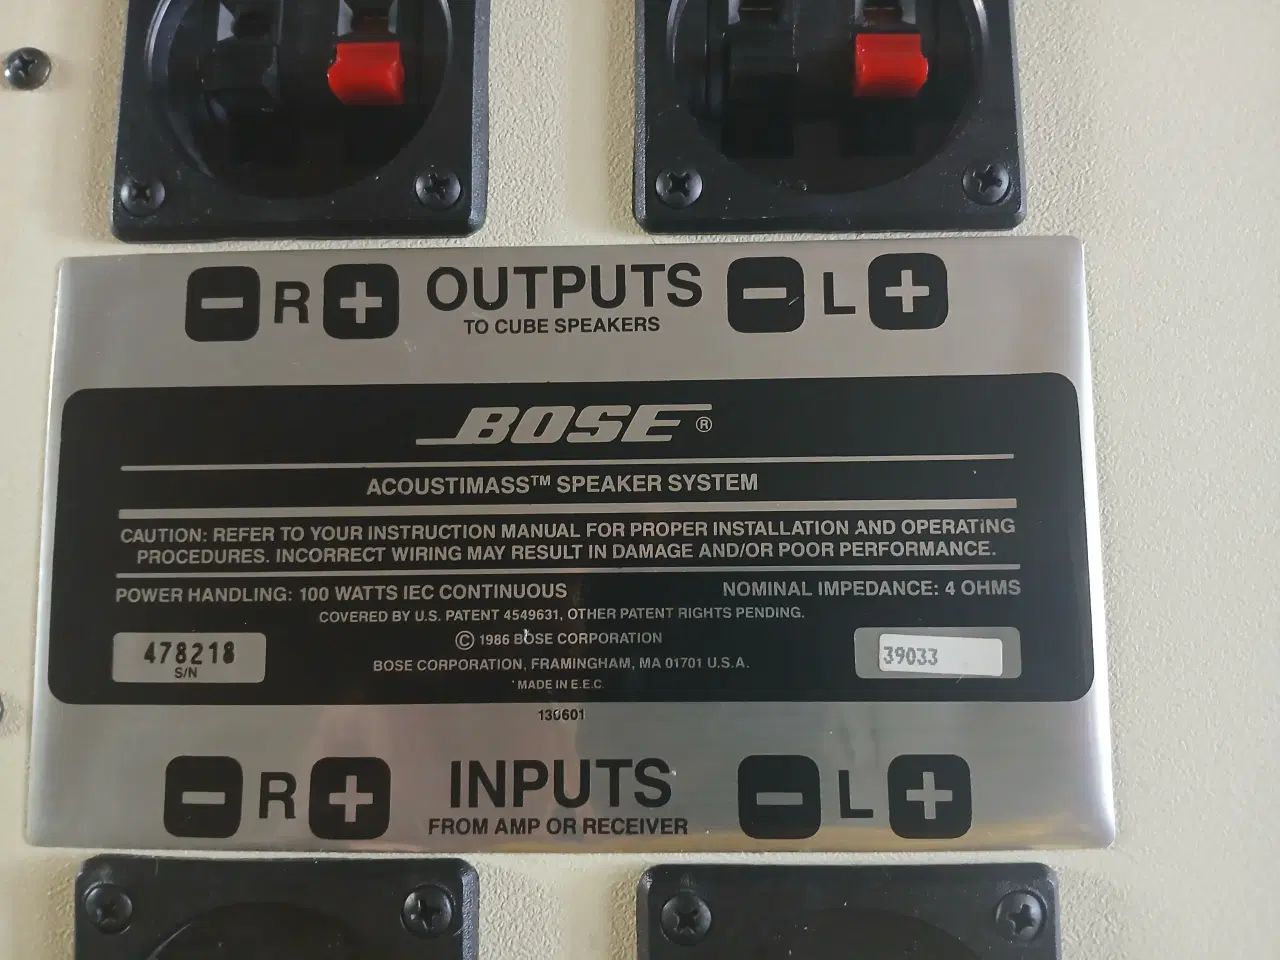 − R + OUTPUTS − L +
TO CUBE SPEAKERS
BOSE®
ACOUSTIMASS™ SPEAKER SYSTEM
CAUTION: REFER TO YOUR INSTRUCTION MANUAL FOR PROPER INSTALLATION AND OPERATING
PROCEDURES. INCORRECT WIRING MAY RESULT IN DAMAGE AND/OR POOR PERFORMANCE.
POWER HANDLING: 100 WATTS IEC CONTINUOUS NOMINAL IMPEDANCE: 4 OHMS
COVERED BY U.S. PATENT 4549631, OTHER PATENT RIGHTS PENDING.
© 1986 BOSE CORPORATION
478218
S/N
39033
BOSE CORPORATION, FRAMINGHAM, MA 01701 U.S.A.
MADE IN E.E.C.
130601
− R + INPUTS − L +
FROM AMP OR RECEIVER